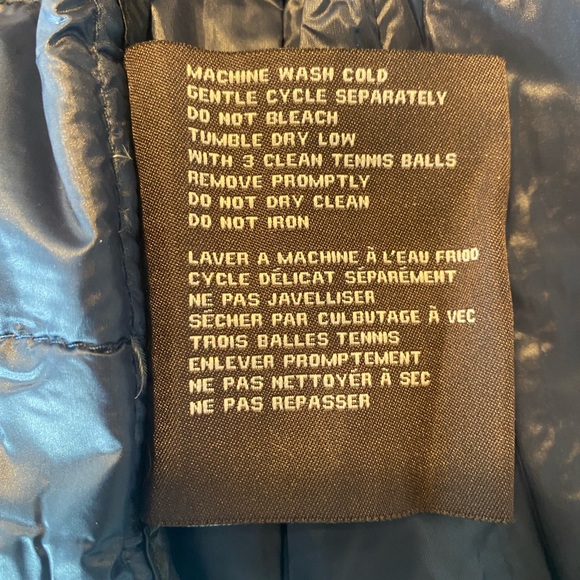 MACHINE WASH COLD
GENTLE CYCLE SEPARATELY
DO NOT BLEACH
TUMBLE DRY LOW
WITH 3 CLEAN TENNIS BALLS
REMOVE PROMPTLY
DO NOT DRY CLEAN
DO NOT IRON
LAVER A MACHINE À L'EAU FRIOD
CYCLE DÉLICAT SÉPARÉMENT
NE PAS JAVELLISER
SÉCHER PAR CULBUTAGE À VEC
TROIS BALLES TENNIS
ENLEVER PROMPTEMENT
NE PAS NETTOYÉR À SEC
NE PAS REPASSER